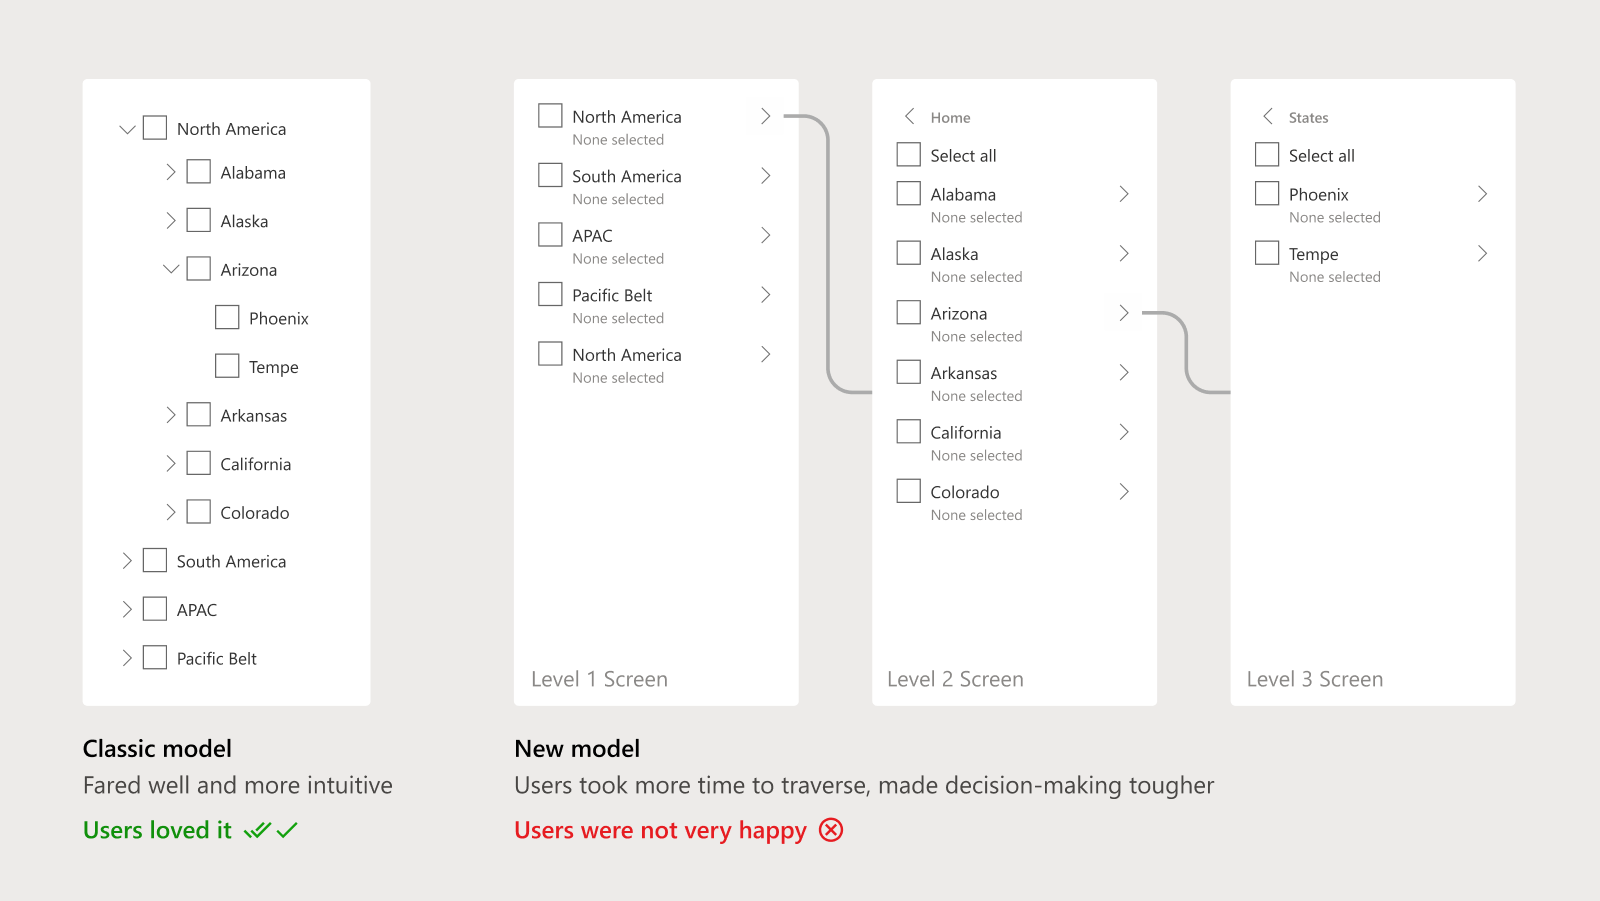 North America
Alabama
Alaska
Arizona
Phoenix
Tempe
Arkansas
California
Colorado
South America
APAC
Pacific Belt
Classic model
Fared well and more intuitive
Users loved it
North America
None selected
South America
None selected
APAC
None selected
Pacific Belt
None selected
North America
None selected
Level 1 Screen
Home
Select all
Alabama
None selected
Alaska
None selected
Arizona
None selected
Arkansas
None selected
California
None selected
Colorado
None selected
Level 2 Screen
States
Select all
Phoenix
None selected
Tempe
None selected
Level 3 Screen
New model
Users took more time to traverse, made decision-making tougher
Users were not very happy